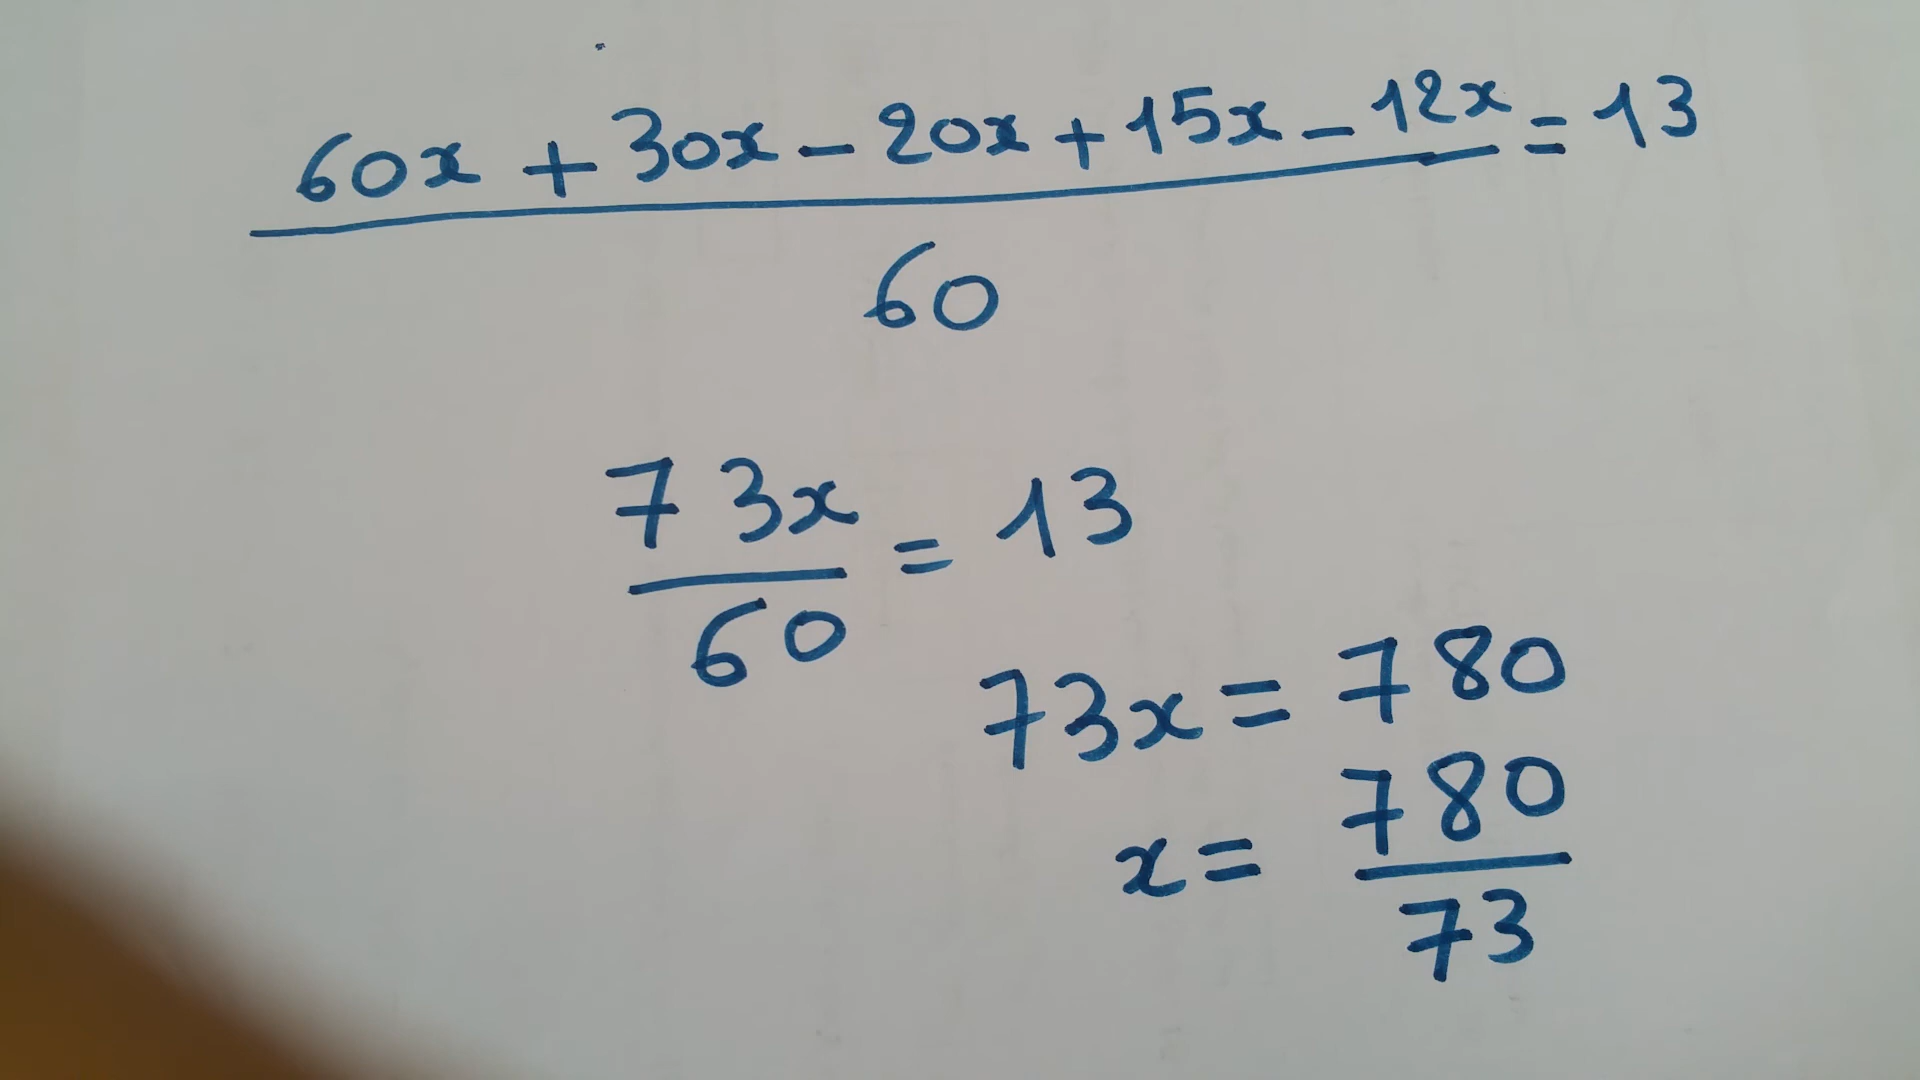 60x + 30x - 20x + 15x - 12x = 13
60
73x = 13
60
73x = 780
x = 780
73